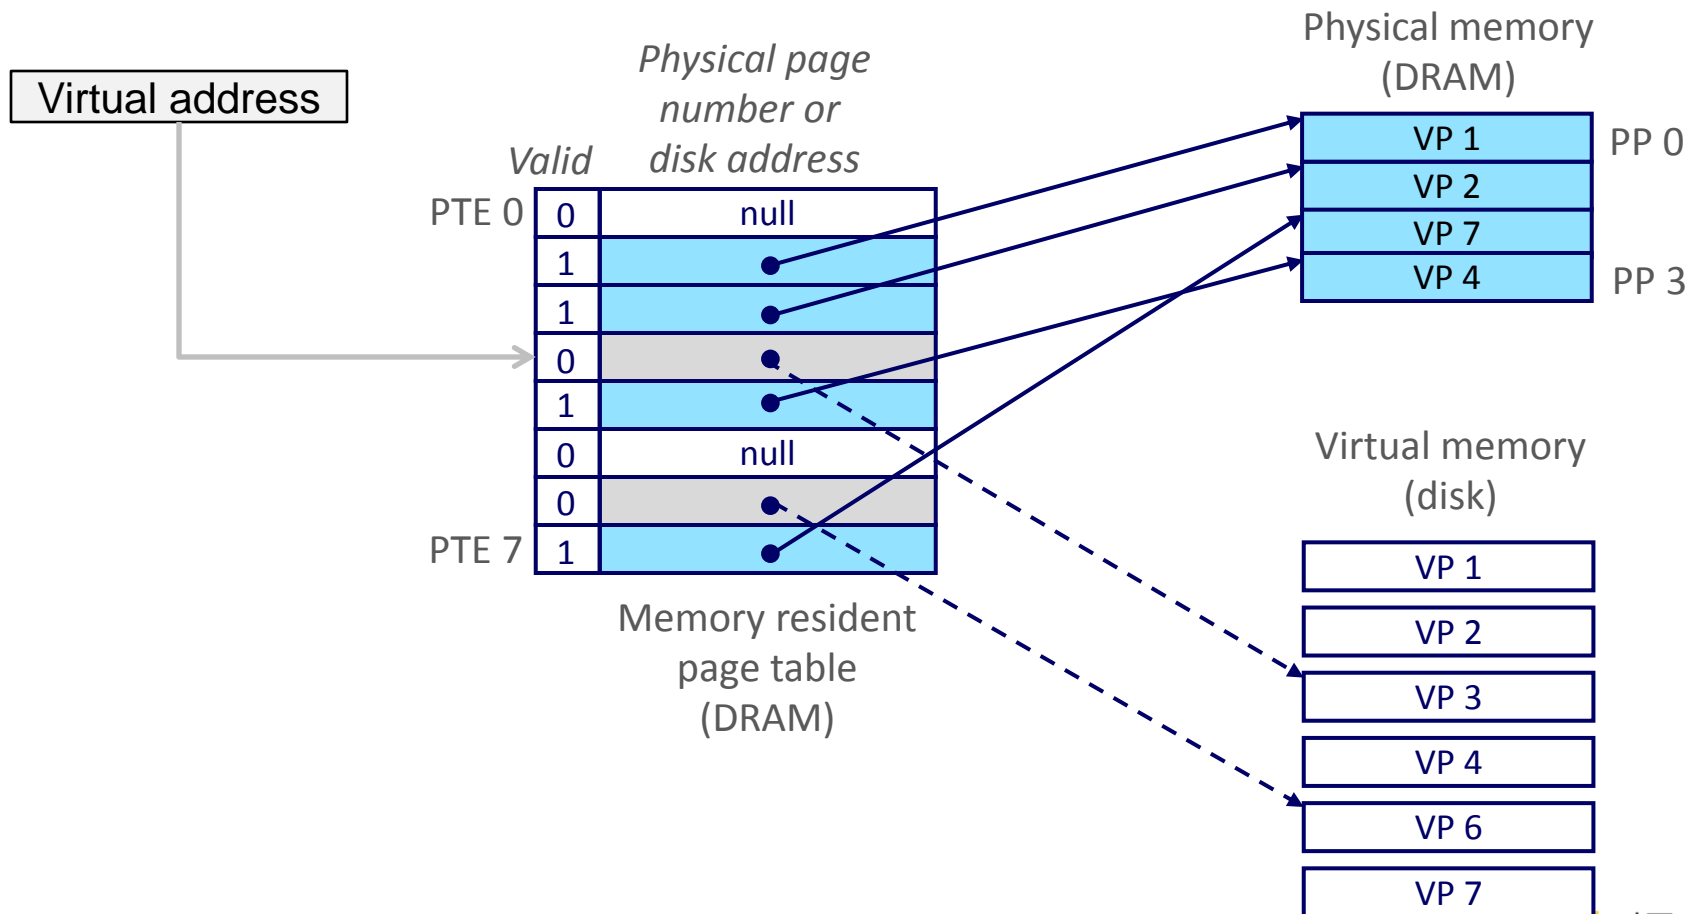 Virtual address
Physical page
number or
disk address
Valid
PTE 0
0
null
1
1
0
1
0
null
0
PTE 7
1
Memory resident
page table
(DRAM)
Physical memory
(DRAM)
VP 1
PP 0
VP 2
VP 7
VP 4
PP 3
Virtual memory
(disk)
VP 1
VP 2
VP 3
VP 4
VP 6
VP 7